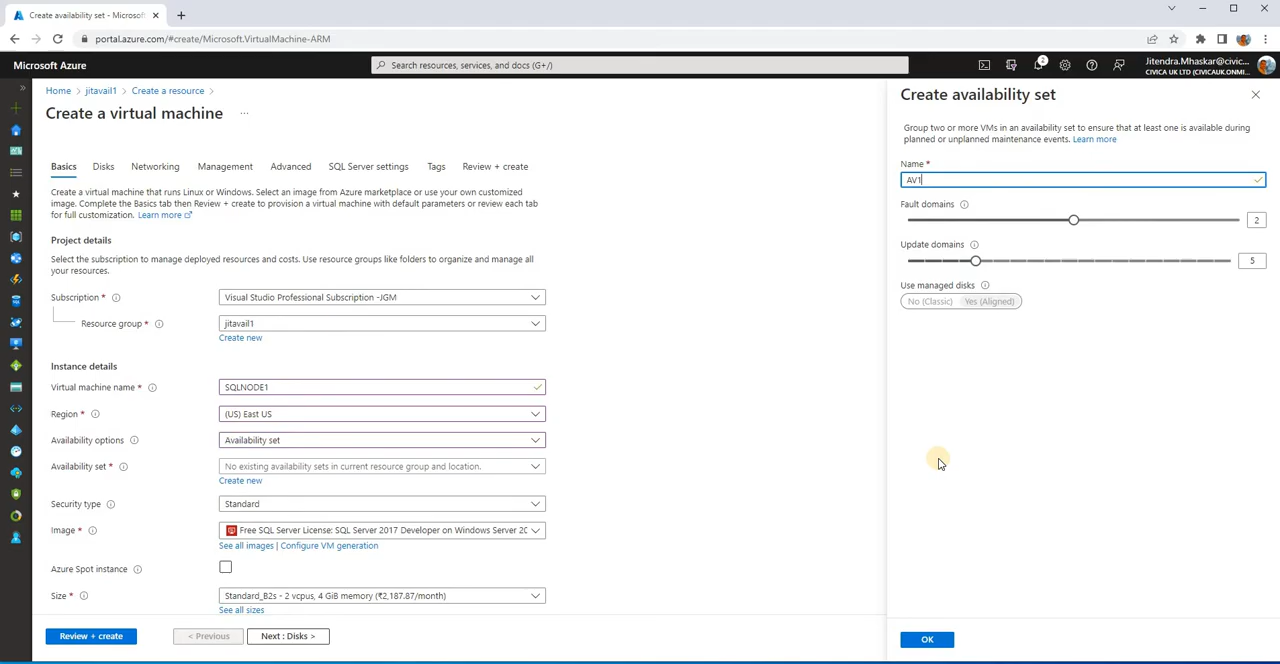 Create availability set - Microsof
portal.azure.com/#create/Microsoft.VirtualMachine-ARM
Microsoft Azure
Search resources, services, and docs (G+/)
2
Jitendra.Mhaskar@civic...
CIVICA UK LTD (CIVICAUK.ONMI...
Home > jitavail1 > Create a resource >
Create a virtual machine ...
Basics Disks Networking Management Advanced SQL Server settings Tags Review + create
Create a virtual machine that runs Linux or Windows. Select an image from Azure marketplace or use your own customized
image. Complete the Basics tab then Review + create to provision a virtual machine with default parameters or review each tab
for full customization. Learn more
Project details
Select the subscription to manage deployed resources and costs. Use resource groups like folders to organize and manage all
your resources.
Subscription * Visual Studio Professional Subscription -JGM
Resource group * jitavail1
Create new
Instance details
Virtual machine name * SQLNODE1
Region * (US) East US
Availability options Availability set
Availability set * No existing availability sets in current resource group and location.
Create new
Security type Standard
Image * Free SQL Server License: SQL Server 2017 Developer on Windows Server 20
See all images | Configure VM generation
Azure Spot instance
Size * Standard_B2s - 2 vcpus, 4 GiB memory (₹2,187.87/month)
See all sizes
Review + create < Previous Next : Disks >
Create availability set
Group two or more VMs in an availability set to ensure that at least one is available during
planned or unplanned maintenance events. Learn more
Name *
AV1
Fault domains
2
Update domains
5
Use managed disks
No (Classic) Yes (Aligned)
OK